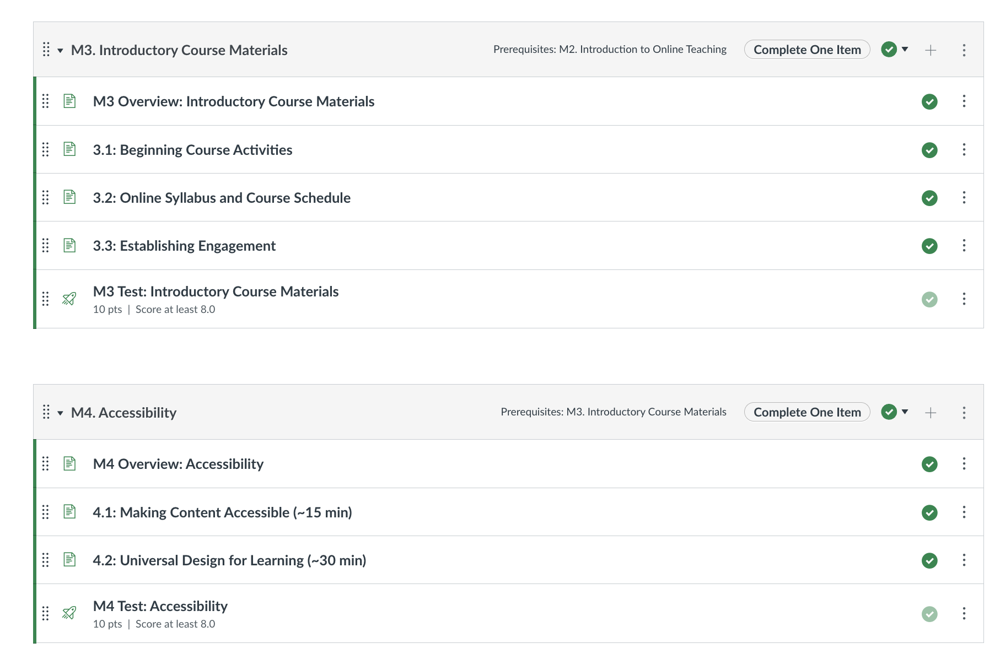 M3. Introductory Course Materials
Prerequisites: M2. Introduction to Online Teaching
Complete One Item
M3 Overview: Introductory Course Materials
3.1: Beginning Course Activities
3.2: Online Syllabus and Course Schedule
3.3: Establishing Engagement
M3 Test: Introductory Course Materials
10 pts | Score at least 8.0
M4. Accessibility
Prerequisites: M3. Introductory Course Materials
Complete One Item
M4 Overview: Accessibility
4.1: Making Content Accessible (~15 min)
4.2: Universal Design for Learning (~30 min)
M4 Test: Accessibility
10 pts | Score at least 8.0